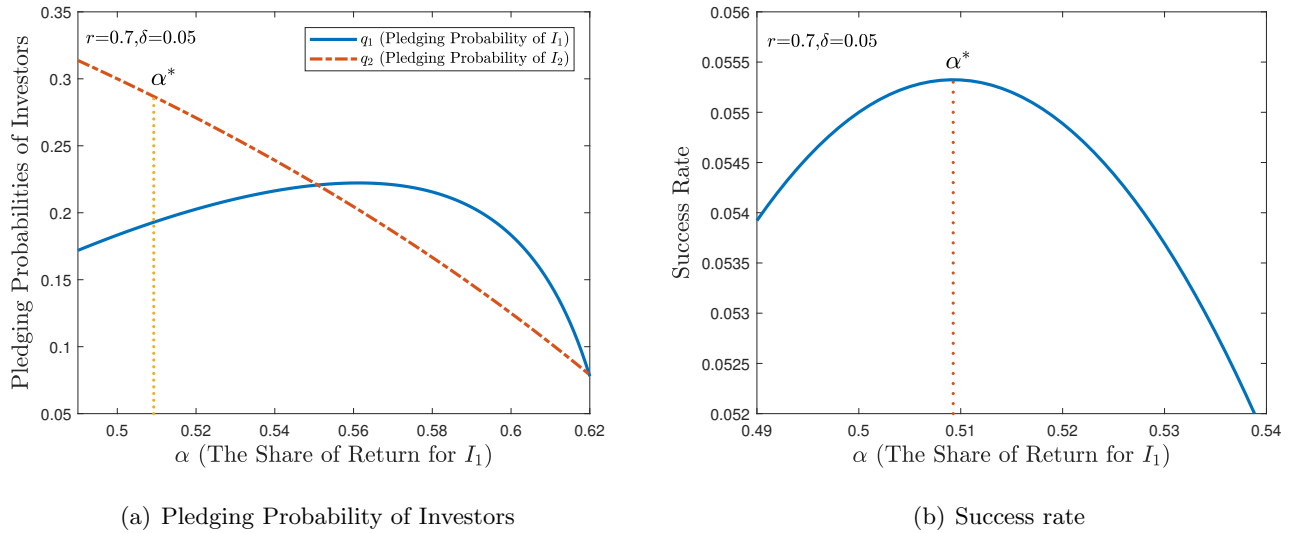 r=0.7,δ=0.05
q₁ (Pledging Probability of I₁)
q₂ (Pledging Probability of I₂)
α*
Pledging Probabilities of Investors
0.35
0.3
0.25
0.2
0.15
0.1
0.05
0.5 0.52 0.54 0.56 0.58 0.6 0.62
α (The Share of Return for I₁)
(a) Pledging Probability of Investors
r=0.7,δ=0.05
α*
Success Rate
0.056
0.0555
0.055
0.0545
0.054
0.0535
0.053
0.0525
0.052
0.49 0.5 0.51 0.52 0.53 0.54
α (The Share of Return for I₁)
(b) Success rate